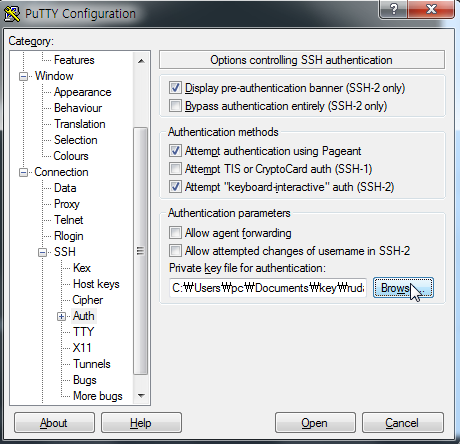 PuTTY Configuration
Category:
Features
Window
Appearance
Behaviour
Translation
Selection
Colours
Connection
Data
Proxy
Telnet
Rlogin
SSH
Kex
Host keys
Cipher
Auth
TTY
X11
Tunnels
Bugs
More bugs
Options controlling SSH authentication
Display pre-authentication banner (SSH-2 only)
Bypass authentication entirely (SSH-2 only)
Authentication methods
Attempt authentication using Pageant
Attempt TIS or CryptoCard auth (SSH-1)
Attempt "keyboard-interactive" auth (SSH-2)
Authentication parameters
Allow agent forwarding
Allow attempted changes of username in SSH-2
Private key file for authentication:
C:₩Users₩pc₩Documents₩key₩ruda
Browse...
About
Help
Open
Cancel